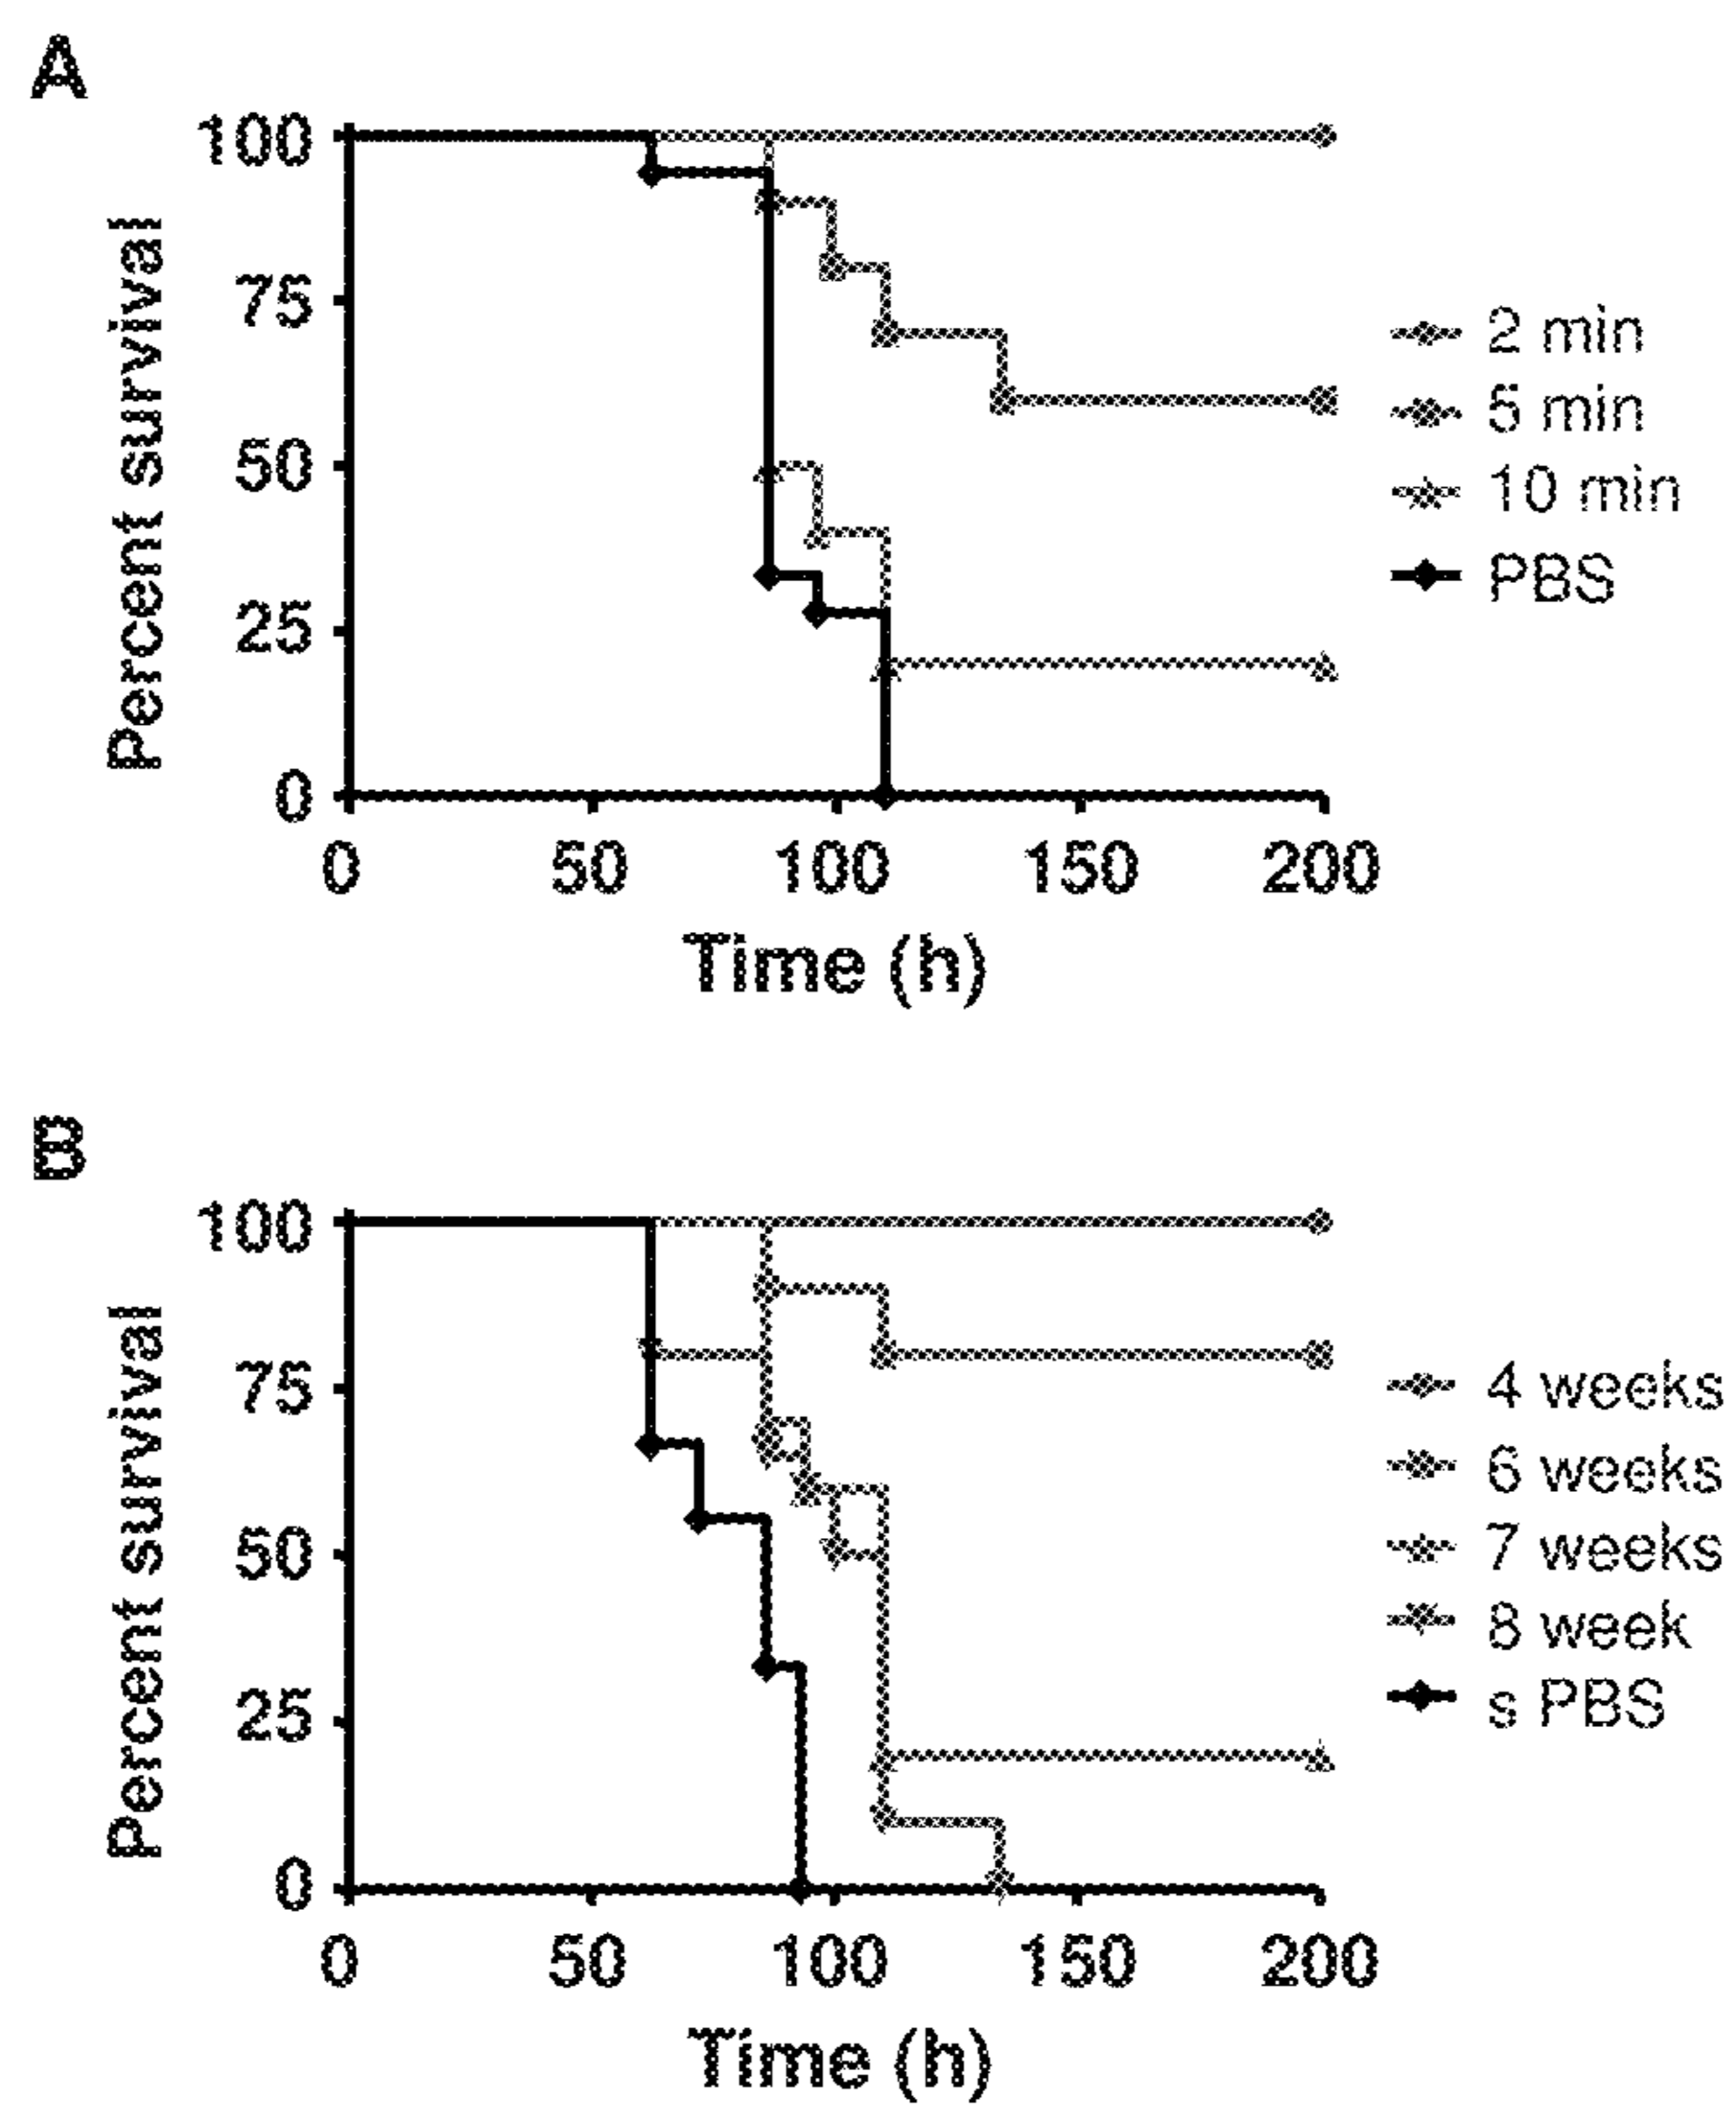 A
Percent survival
100
75
50
25
0
0 50 100 150 200
Time (h)
2 min
5 min
10 min
PBS
B
Percent survival
100
75
50
25
0
0 50 100 150 200
Time (h)
4 weeks
6 weeks
7 weeks
8 week
s PBS